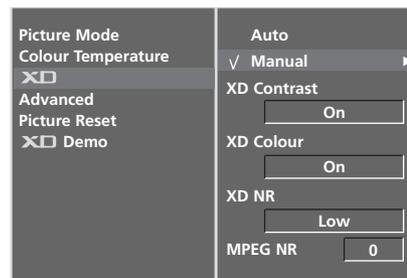 Picture Mode
Colour Temperature
XD
Advanced
Picture Reset
XD Demo
Auto
√ Manual
XD Contrast
On
XD Colour
On
XD NR
Low
MPEG NR 0